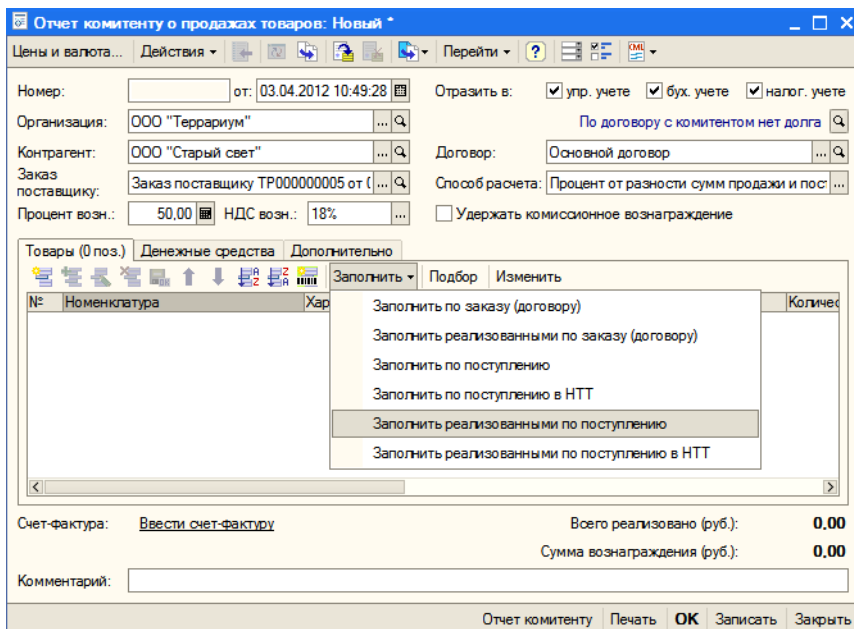 Отчет комитенту о продажах товаров: Новый *
Цены и валюта... Действия Перейти ?
Номер: от: 03.04.2012 10:49:28 Отразить в: упр. учете бух. учете налог. учете
Организация: ООО "Террариум" ... По договору с комитентом нет долга
Контрагент: ООО "Старый свет" ... Договор: Основной договор ...
Заказ
поставщику: Заказ поставщику ТР000000005 от ( ... Способ расчета: Процент от разности сумм продажи и пост ...
Процент возн.: 50,00 НДС возн.: 18% ... Удержать комиссионное вознаграждение
Товары (0 поз.) Денежные средства Дополнительно
Заполнить Подбор Изменить
№ Номенклатура Хар Количес
Заполнить по заказу (договору)
Заполнить реализованными по заказу (договору)
Заполнить по поступлению
Заполнить по поступлению в НТТ
Заполнить реализованными по поступлению
Заполнить реализованными по поступлению в НТТ
Счет-фактура: Ввести счет-фактуру Всего реализовано (руб.): 0,00
Сумма вознаграждения (руб.): 0,00
Комментарий:
Отчет комитенту Печать OK Записать Закрыть